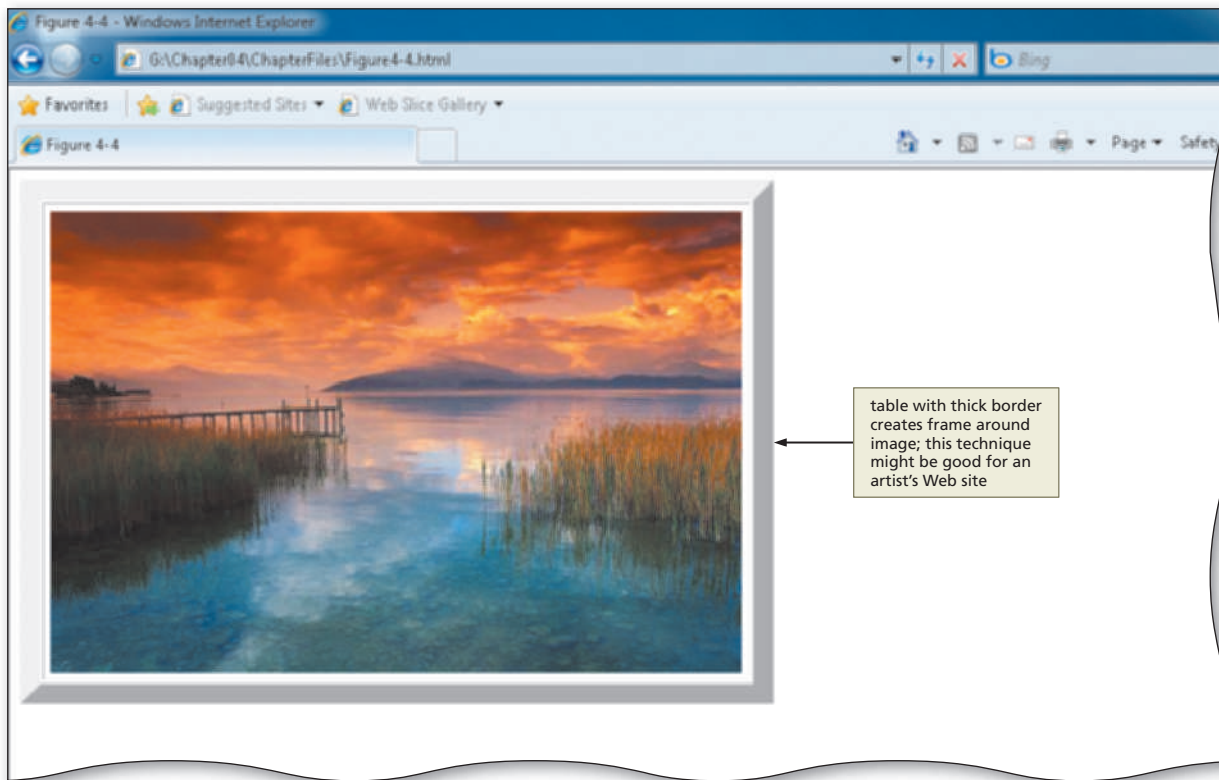 Figure 4-4 - Windows Internet Explorer
G:\Chapter04\ChapterFiles\Figure4-4.html
Bing
Favorites
Suggested Sites
Web Slice Gallery
Figure 4-4
Page
Safety
table with thick border
creates frame around
image; this technique
might be good for an
artist's Web site